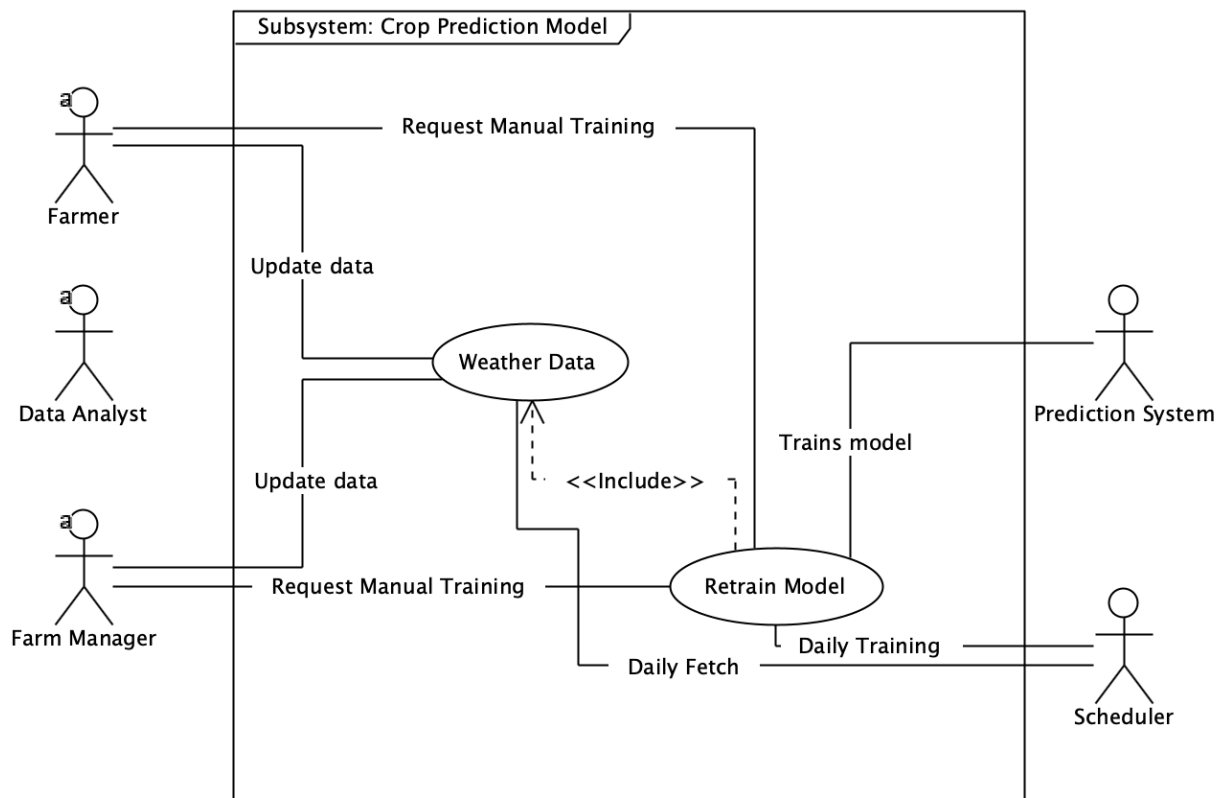 Subsystem: Crop Prediction Model
a
Request Manual Training
Farmer
Update data
a
Weather Data
Data Analyst
Prediction System
Trains model
Update data
<<Include>>
a
Request Manual Training
Retrain Model
Farm Manager
Daily Training
Daily Fetch
Scheduler